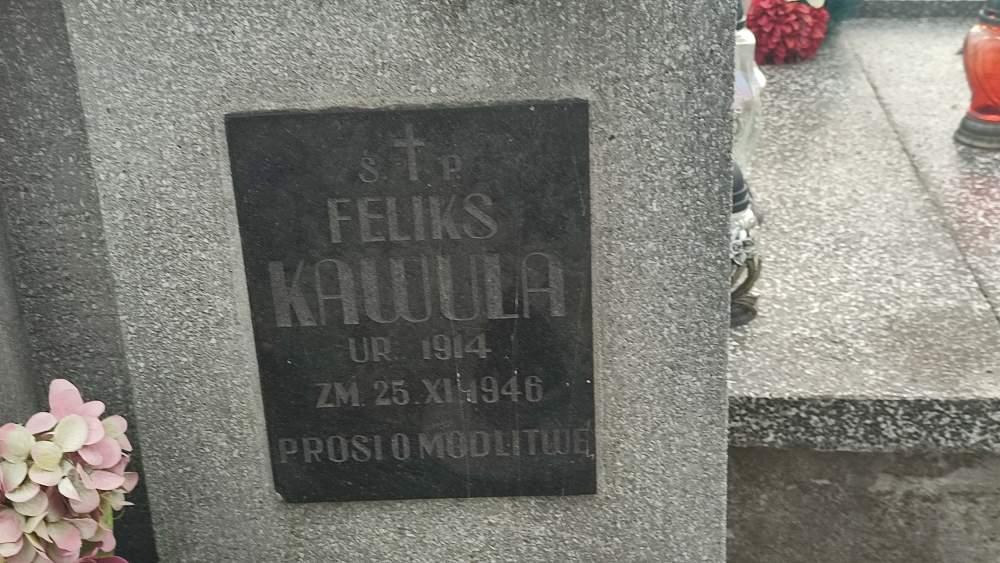 Ś. P.
FELIKS
KAWULA
UR. 1914
ZM. 25. XI 1946
PROSI O MODLITWĘ